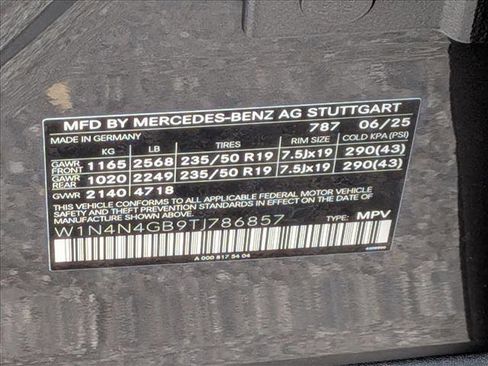 MFD BY MERCEDES-BENZ AG STUTTGART
MADE IN GERMANY 787 06/25
KG LB TIRES RIM SIZE COLD KPA (PSI)
GAWR FRONT 1165 2568 235/50 R19 7.5Jx19 290(43)
GAWR REAR 1020 2249 235/50 R19 7.5Jx19 290(43)
GVWR 2140 4718
THIS VEHICLE CONFORMS TO ALL APPLICABLE FEDERAL MOTOR VEHICLE
SAFETY BUMPER, AND THEFT PREVENTION STANDARDS IN EFFECT ON THE DATE
OF MANUFACTURE SHOWN ABOVE.
W1N4N4GB9TJ786857 TYPE: MPV
A 000 817 54 04